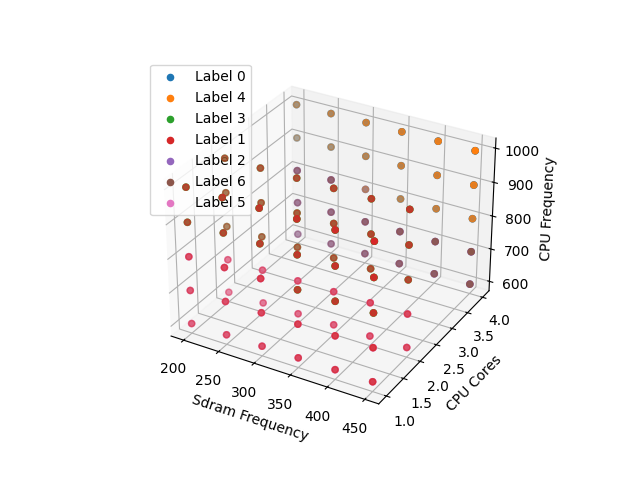 Label 0
Label 4
Label 3
Label 1
Label 2
Label 6
Label 5
1000
900
800
700
600
CPU Frequency
4.0
3.5
3.0
2.5
2.0
1.5
1.0
CPU Cores
200
250
300
350
400
450
Sdram Frequency